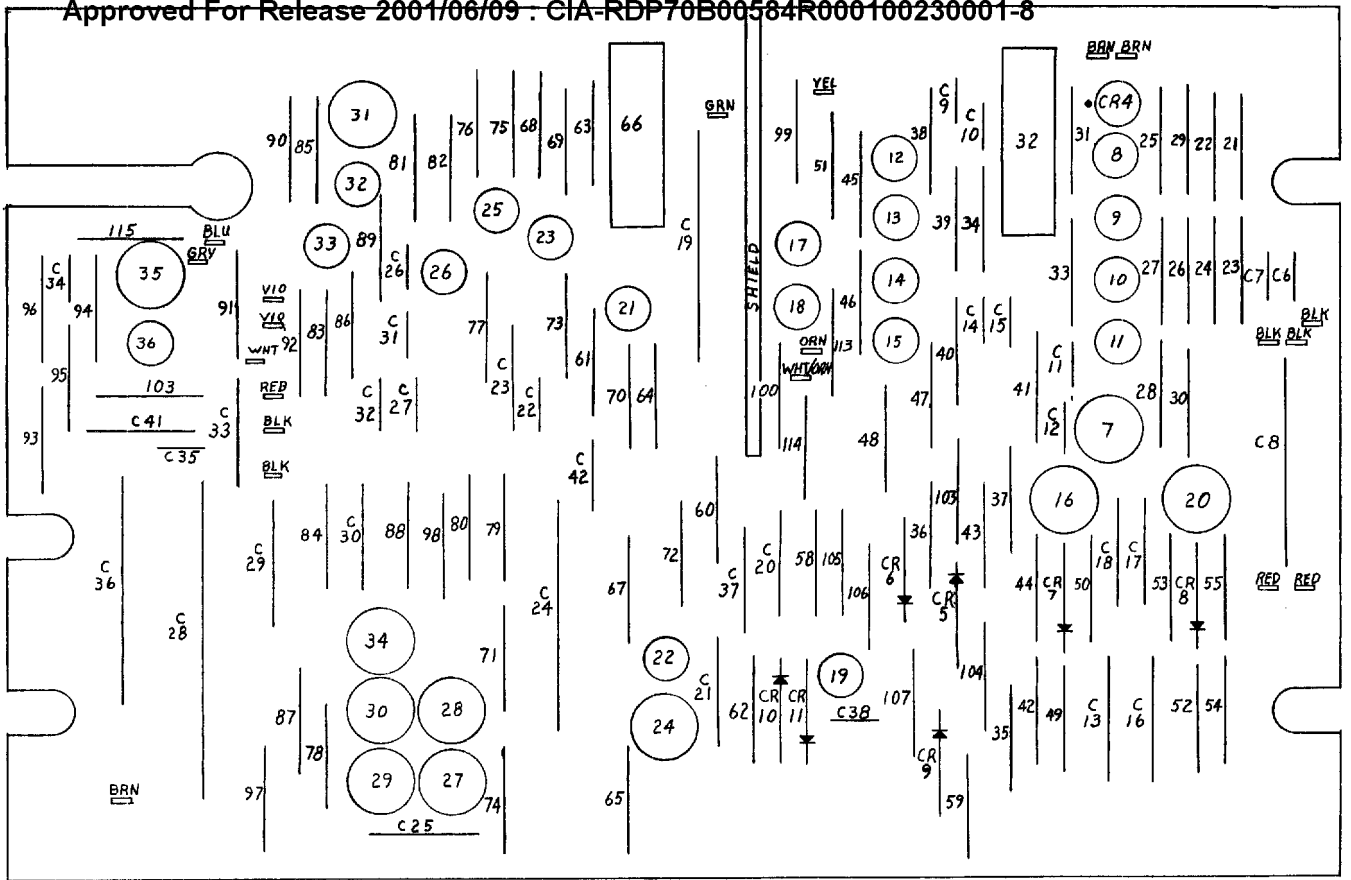 Approved For Release 2001/06/09 : CIA-RDP70B00584R000100230001-8
BRN BRN
YEL
GRN
CR4
C 9
C 10
31
90 85
76 75 68 69 63
66
99
51
45
12
38
32
31
8
25 29 22 21
81
82
32
25
13
39 34
9
115
BLU
GRY
33
89
C 26
26
23
C 19
SHIELD
17
14
33
10
27 26 24 23
C7 C6
C 34
35
96
94
91
VIO
VIO
92
83
86
C 31
77
73
61
21
18
46
113
15
C 14
C 15
11
BLK BLK
BLK
36
WHT
ORN
WHT/ORN
40
41
C 11
95
103
RED
C 32
C 27
C 23
C 22
70 64
100
47
C 12
28
30
93
C 41
C 33
BLK
C 35
BLK
C 42
114
48
7
C 8
16
20
84
C 30
88
98
80
79
60
103
37
C 36
C 29
C 28
C 24
67
72
C 37
C 20
58
105
106
CR 6
36
43
CR 5
44
CR 7
50
C 18
C 17
53
CR 8
55
RED RED
34
71
22
C 21
62
CR 10
CR 11
19
C38
107
104
87
30
28
24
35
42
49
C 13
C 16
52
54
78
29
27
CR 9
BRN
97
74
65
59
C 25